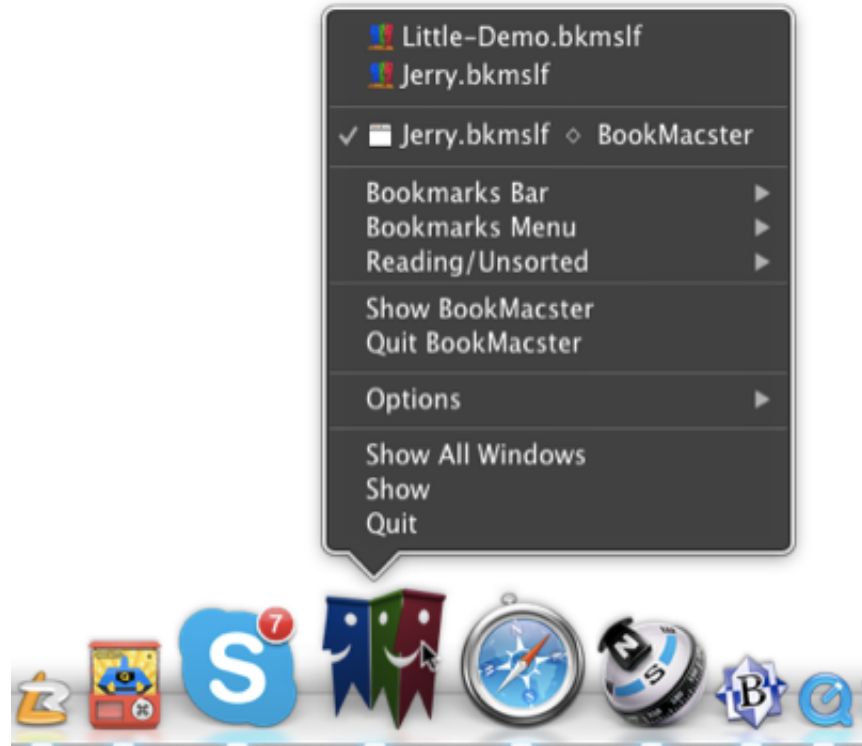 Little-Demo.bkmslf
Jerry.bkmslf
Jerry.bkmslf ◇ BookMacster
Bookmarks Bar
Bookmarks Menu
Reading/Unsorted
Show BookMacster
Quit BookMacster
Options
Show All Windows
Show
Quit
7
S
N
S
B